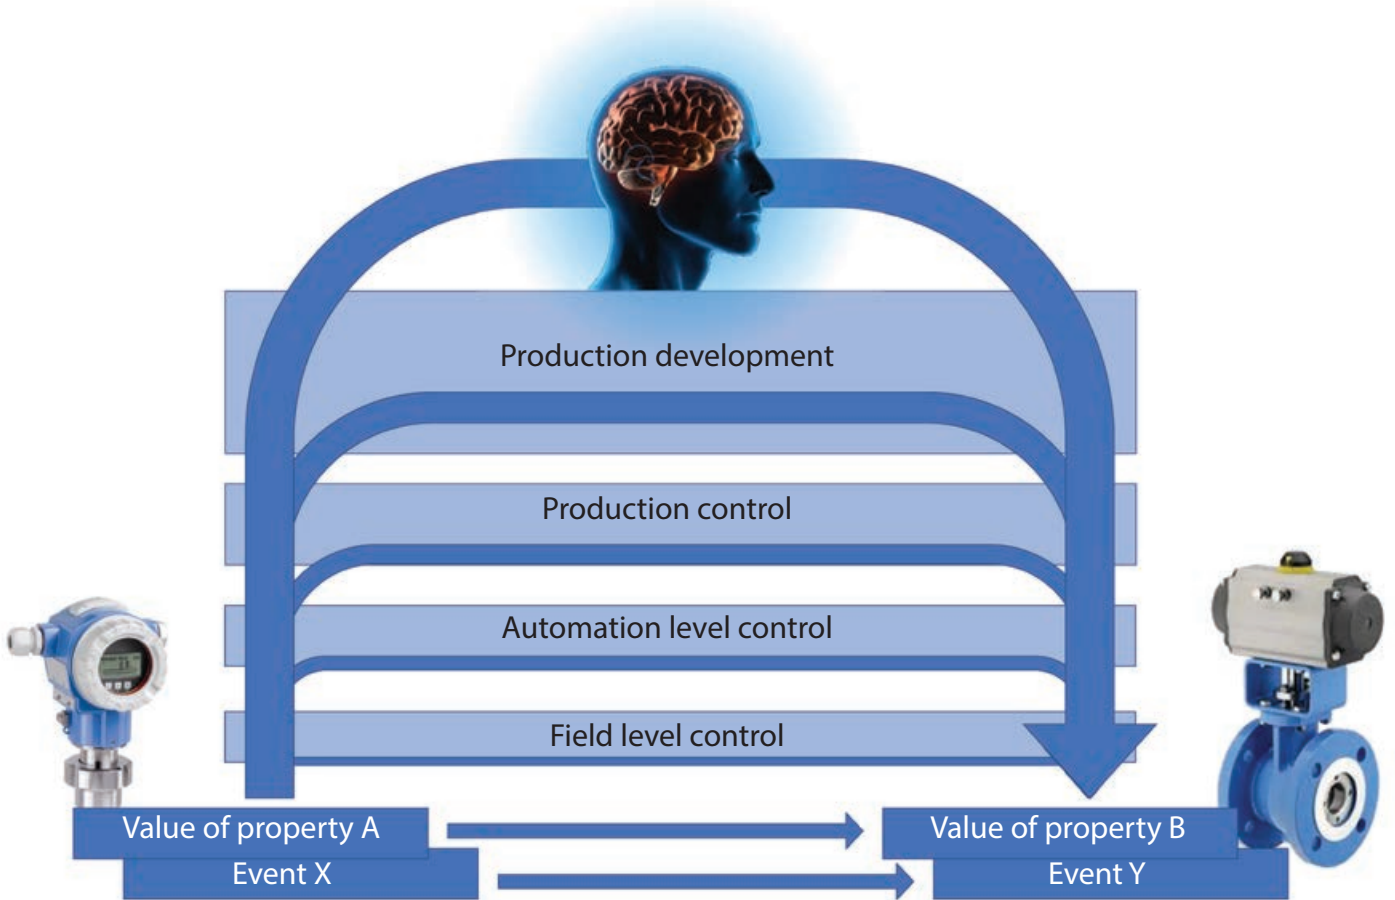 Production development
Production control
Automation level control
Field level control
Value of property A
Value of property B
Event X
Event Y